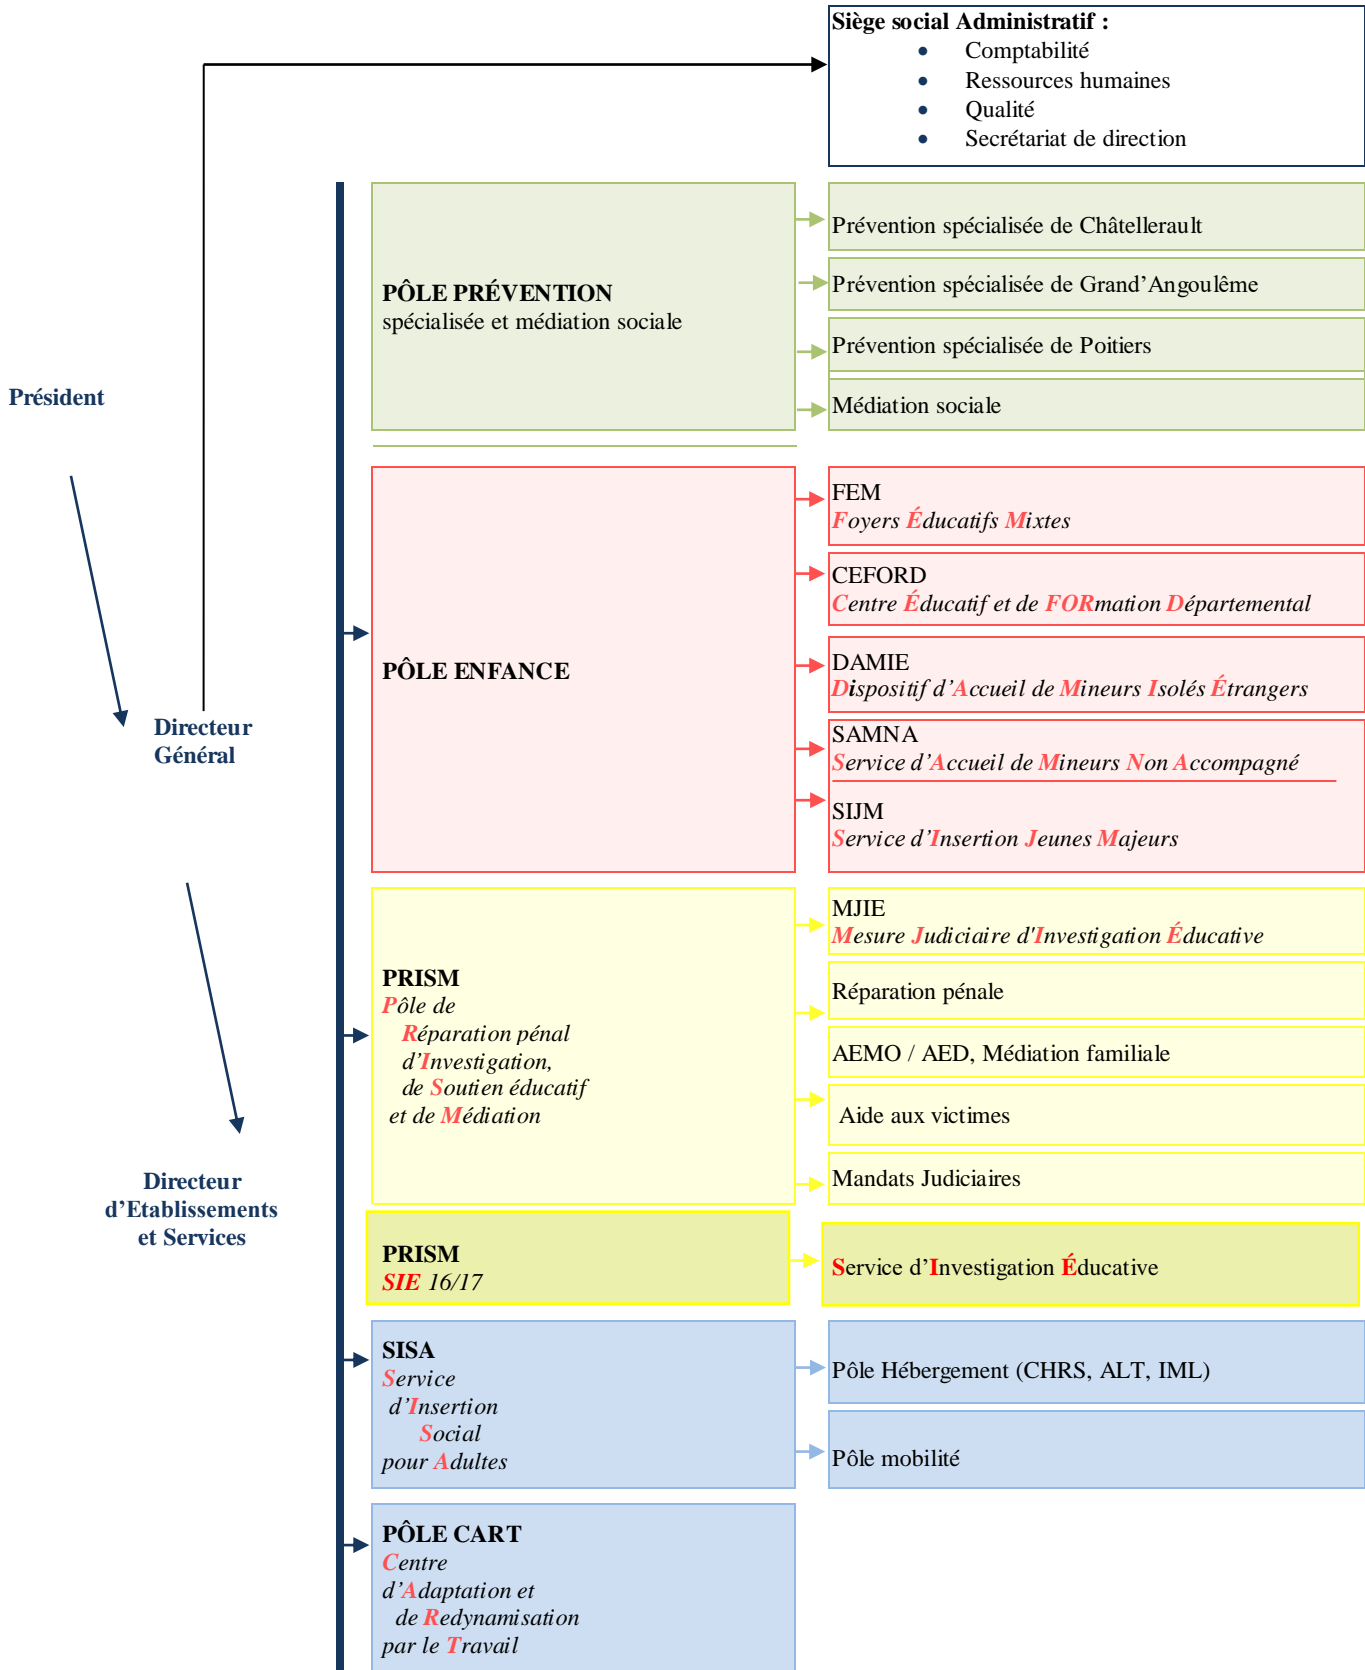 Siège social Administratif :
• Comptabilité
• Ressources humaines
• Qualité
• Secrétariat de direction
Président
Directeur
Général
Directeur
d’Etablissements
et Services
PÔLE PRÉVENTION
spécialisée et médiation sociale
Prévention spécialisée de Châtellerault
Prévention spécialisée de Grand’Angoulême
Prévention spécialisée de Poitiers
Médiation sociale
PÔLE ENFANCE
FEM
Foyers Éducatifs Mixtes
CEFORD
Centre Éducatif et de FORmation Départemental
DAMIE
Dispositif d’Accueil de Mineurs Isolés Étrangers
SAMNA
Service d’Accueil de Mineurs Non Accompagné
SIJM
Service d’Insertion Jeunes Majeurs
PRISM
Pôle de
Réparation pénal
d’Investigation,
de Soutien éducatif
et de Médiation
MJIE
Mesure Judiciaire d'Investigation Éducative
Réparation pénale
AEMO / AED, Médiation familiale
Aide aux victimes
Mandats Judiciaires
PRISM
SIE 16/17
Service d’Investigation Éducative
SISA
Service
d’Insertion
Social
pour Adultes
Pôle Hébergement (CHRS, ALT, IML)
Pôle mobilité
PÔLE CART
Centre
d’Adaptation et
de Redynamisation
par le Travail